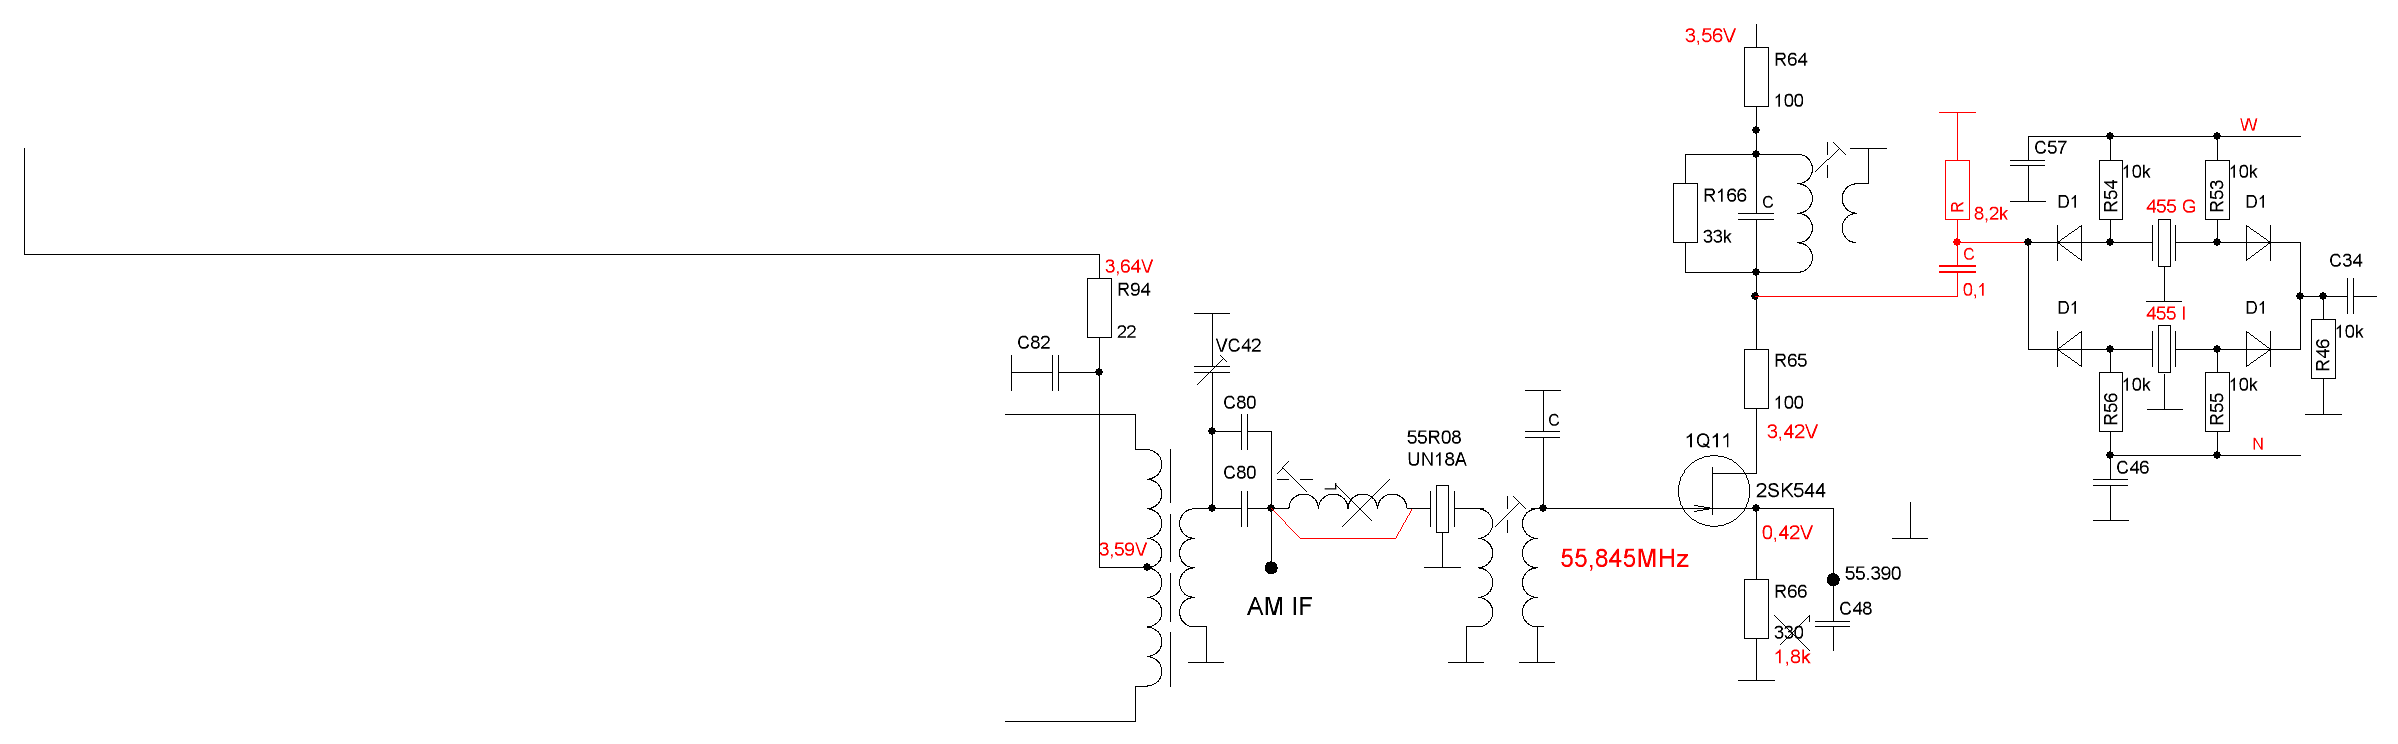 3,56V
R64
100
W
C57
10k
10k
R54
R53
D1
D1
455 G
R166
C
33k
R
8,2k
C
0,1
3,64V
R94
22
C82
VC42
C80
C80
3,59V
AM IF
55R08
UN18A
C
55,845MHz
R65
100
3,42V
1Q11
2SK544
0,42V
55.390
R66
330
1,8k
C48
D1
D1
455 I
10k
10k
R56
R55
N
C46
C34
10k
R46